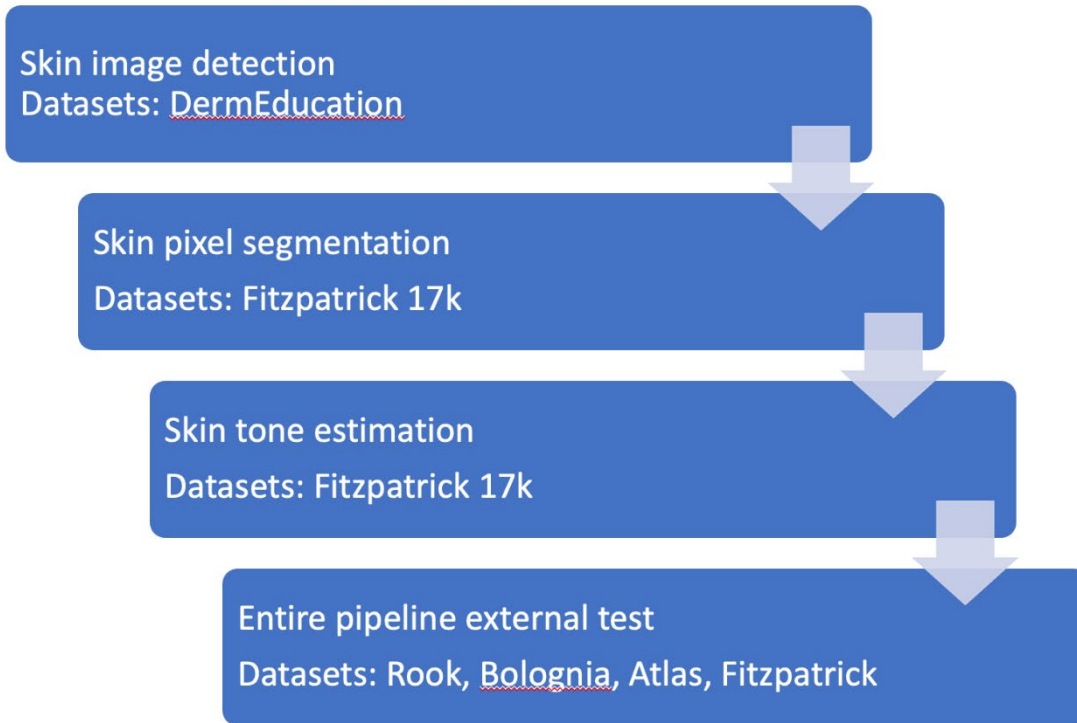 Skin image detection
Datasets: DermEducation
Skin pixel segmentation
Datasets: Fitzpatrick 17k
Skin tone estimation
Datasets: Fitzpatrick 17k
Entire pipeline external test
Datasets: Rook, Bolognia, Atlas, Fitzpatrick